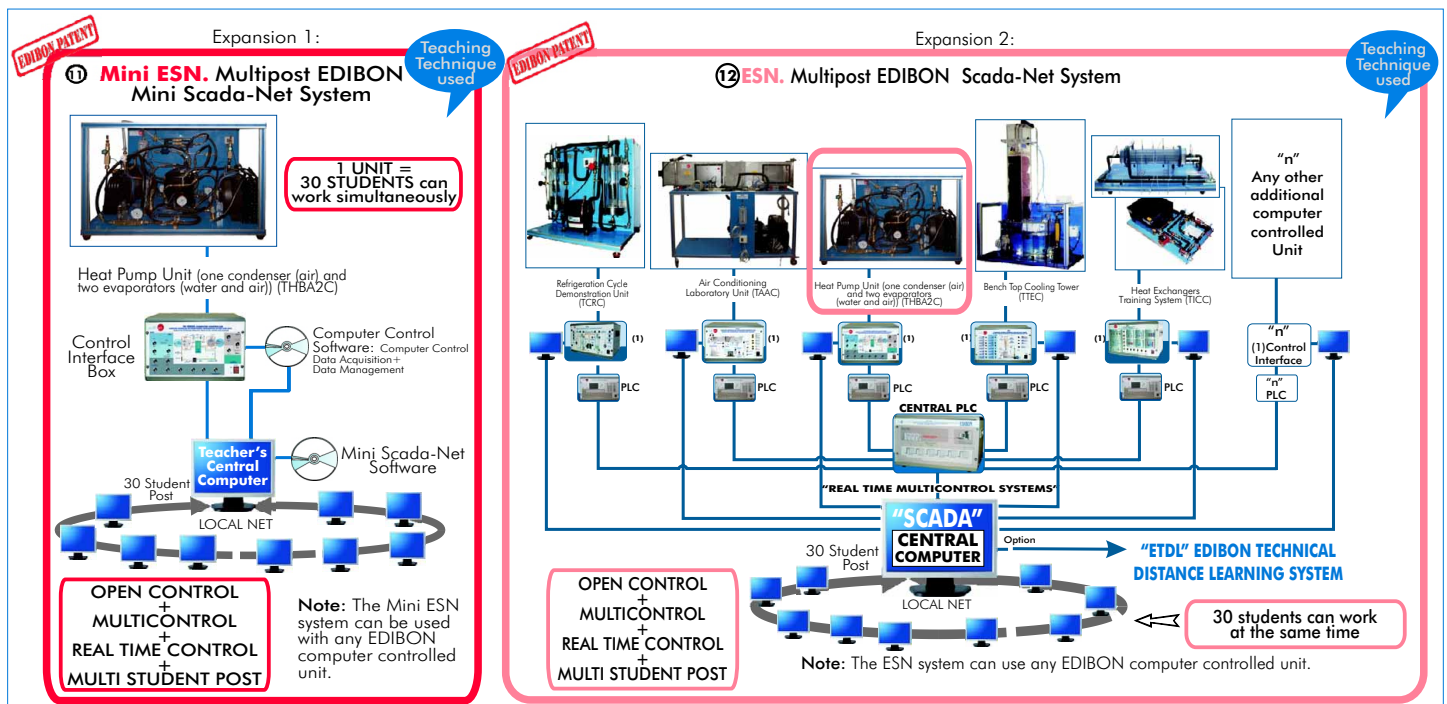 Expansion 1:
EDIBON PATENT
Teaching
Technique
used
11 Mini ESN. Multipost EDIBON
Mini Scada-Net System
1 UNIT =
30 STUDENTS can
work simultaneously
Heat Pump Unit (one condenser (air) and
two evaporators (water and air)) (THBA2C)
Control
Interface
Box
Computer Control
Software: Computer Control
Data Acquisition+
Data Management
Teacher's
Central
Computer
Mini Scada-Net
Software
30 Student
Post
LOCAL NET
OPEN CONTROL
+
MULTICONTROL
+
REAL TIME CONTROL
+
MULTI STUDENT POST
Note: The Mini ESN
system can be used
with any EDIBON
computer controlled
unit.
Expansion 2:
EDIBON PATENT
Teaching
Technique
used
12 ESN. Multipost EDIBON Scada-Net System
Refrigeration Cycle
Demonstration Unit
(TCRC)
Air Conditioning
Laboratory Unit (TAAC)
Heat Pump Unit (one condenser (air)
and two evaporators
(water and air)) (THBA2C)
Bench Top Cooling Tower
(TTEC)
Heat Exchangers
Training System (TICC)
"n"
Any other
additional
computer
controlled
Unit
(1)
(1)
(1)
(1)
(1)
"n"
(1)Control
Interface
PLC
PLC
PLC
PLC
PLC
"n"
PLC
CENTRAL PLC
EDIBON
"REAL TIME MULTICONTROL SYSTEMS"
"SCADA"
CENTRAL
COMPUTER
Option
"ETDL" EDIBON TECHNICAL
DISTANCE LEARNING SYSTEM
30 Student
Post
LOCAL NET
30 students can work
at the same time
OPEN CONTROL
+
MULTICONTROL
+
REAL TIME CONTROL
+
MULTI STUDENT POST
Note: The ESN system can use any EDIBON computer controlled unit.